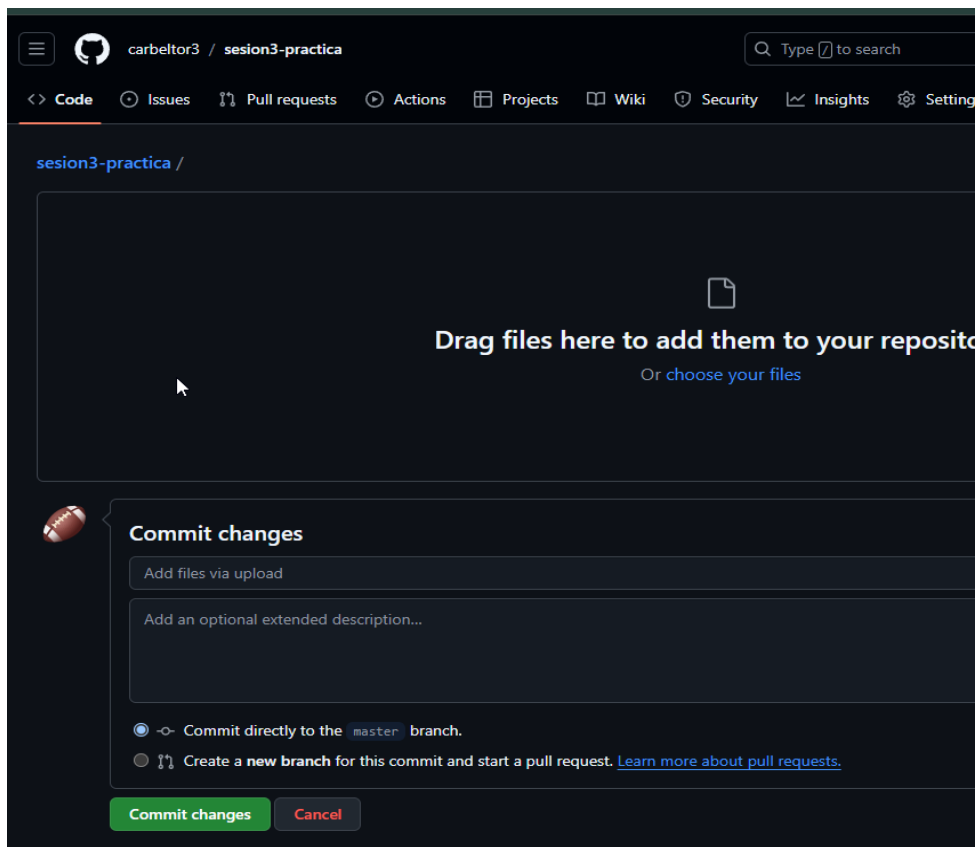 carbeltor3 / sesion3-practica
Type / to search
Code Issues Pull requests Actions Projects Wiki Security Insights Setting
sesion3-practica /
Drag files here to add them to your reposito
Or choose your files
Commit changes
Add files via upload
Add an optional extended description...
Commit directly to the master branch.
Create a new branch for this commit and start a pull request. Learn more about pull requests.
Commit changes Cancel